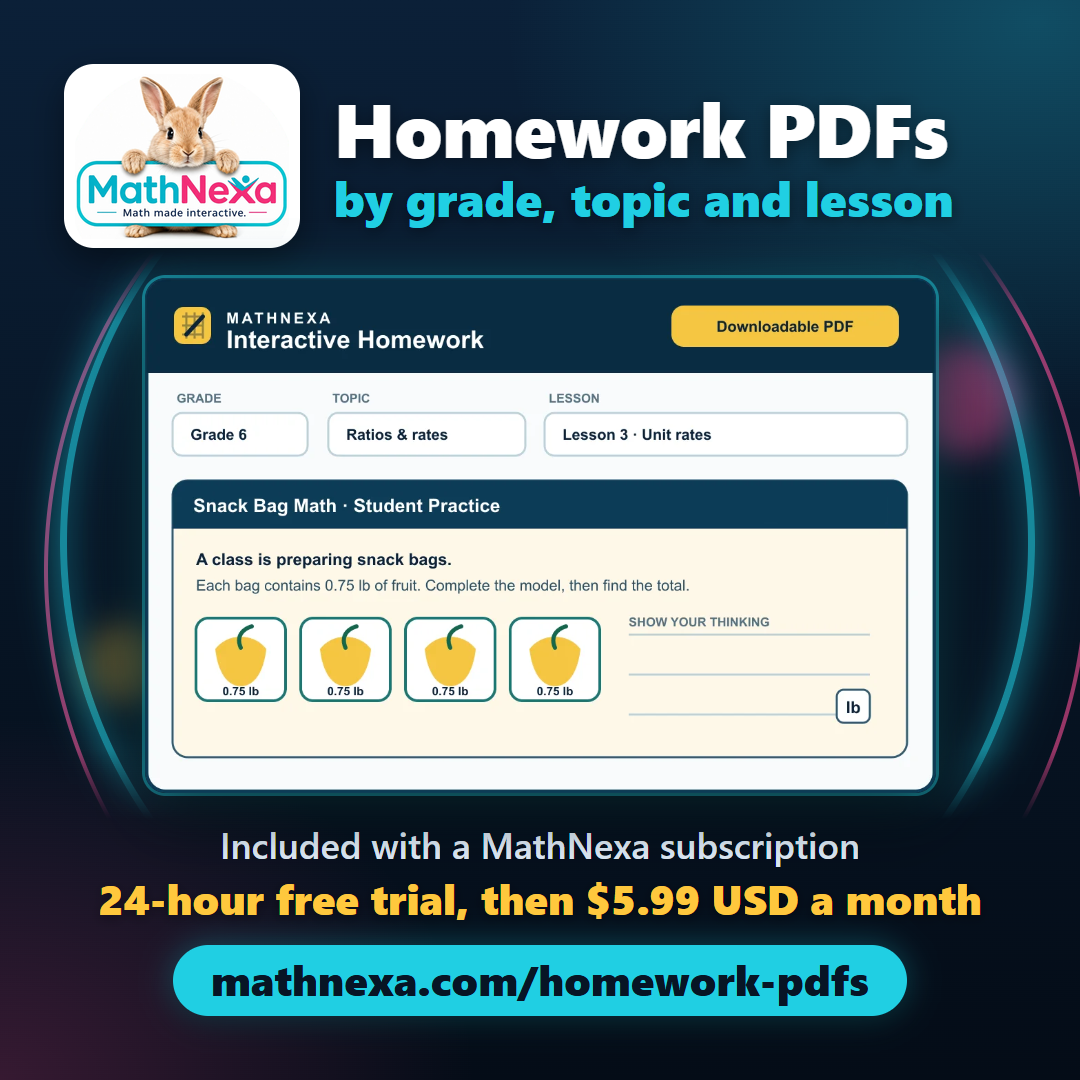 MathNexa
Math made interactive.
Homework PDFs
by grade, topic and lesson
MATHNEXA
Interactive Homework
Downloadable PDF
GRADE
TOPIC
LESSON
Grade 6
Ratios & rates
Lesson 3 · Unit rates
Snack Bag Math · Student Practice
A class is preparing snack bags.
Each bag contains 0.75 lb of fruit. Complete the model, then find the total.
SHOW YOUR THINKING
0.75 lb
0.75 lb
0.75 lb
0.75 lb
lb
Included with a MathNexa subscription
24-hour free trial, then $5.99 USD a month
mathnexa.com/homework-pdfs